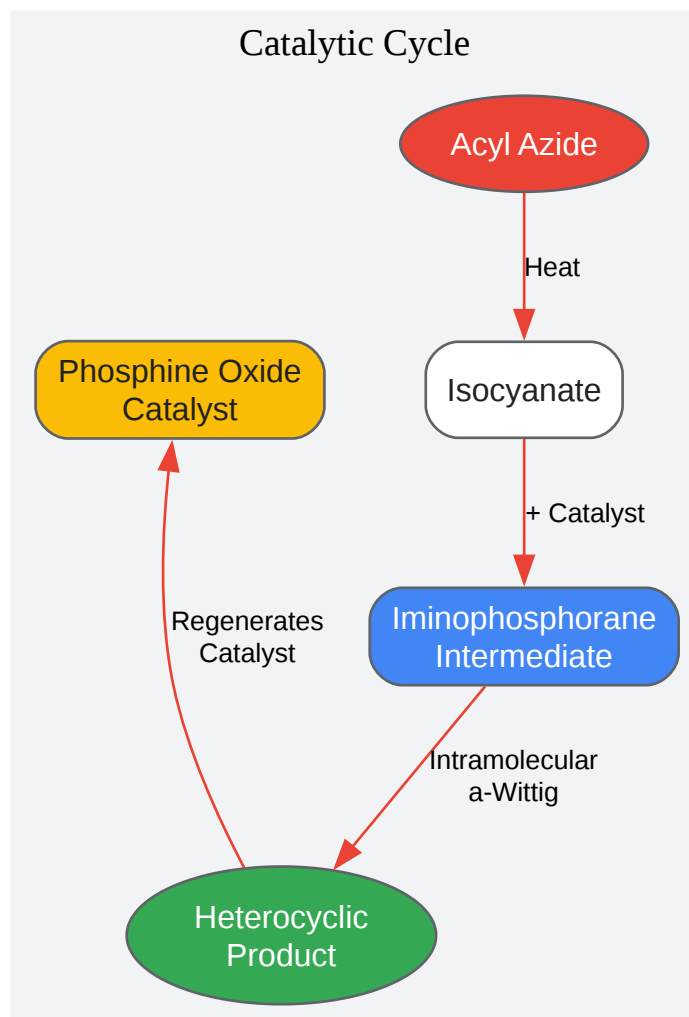 Catalytic Cycle
Acyl Azide
Heat
Phosphine Oxide
Catalyst
Isocyanate
+ Catalyst
Iminophosphorane
Intermediate
Regenerates
Catalyst
Intramolecular
a-Wittig
Heterocyclic
Product